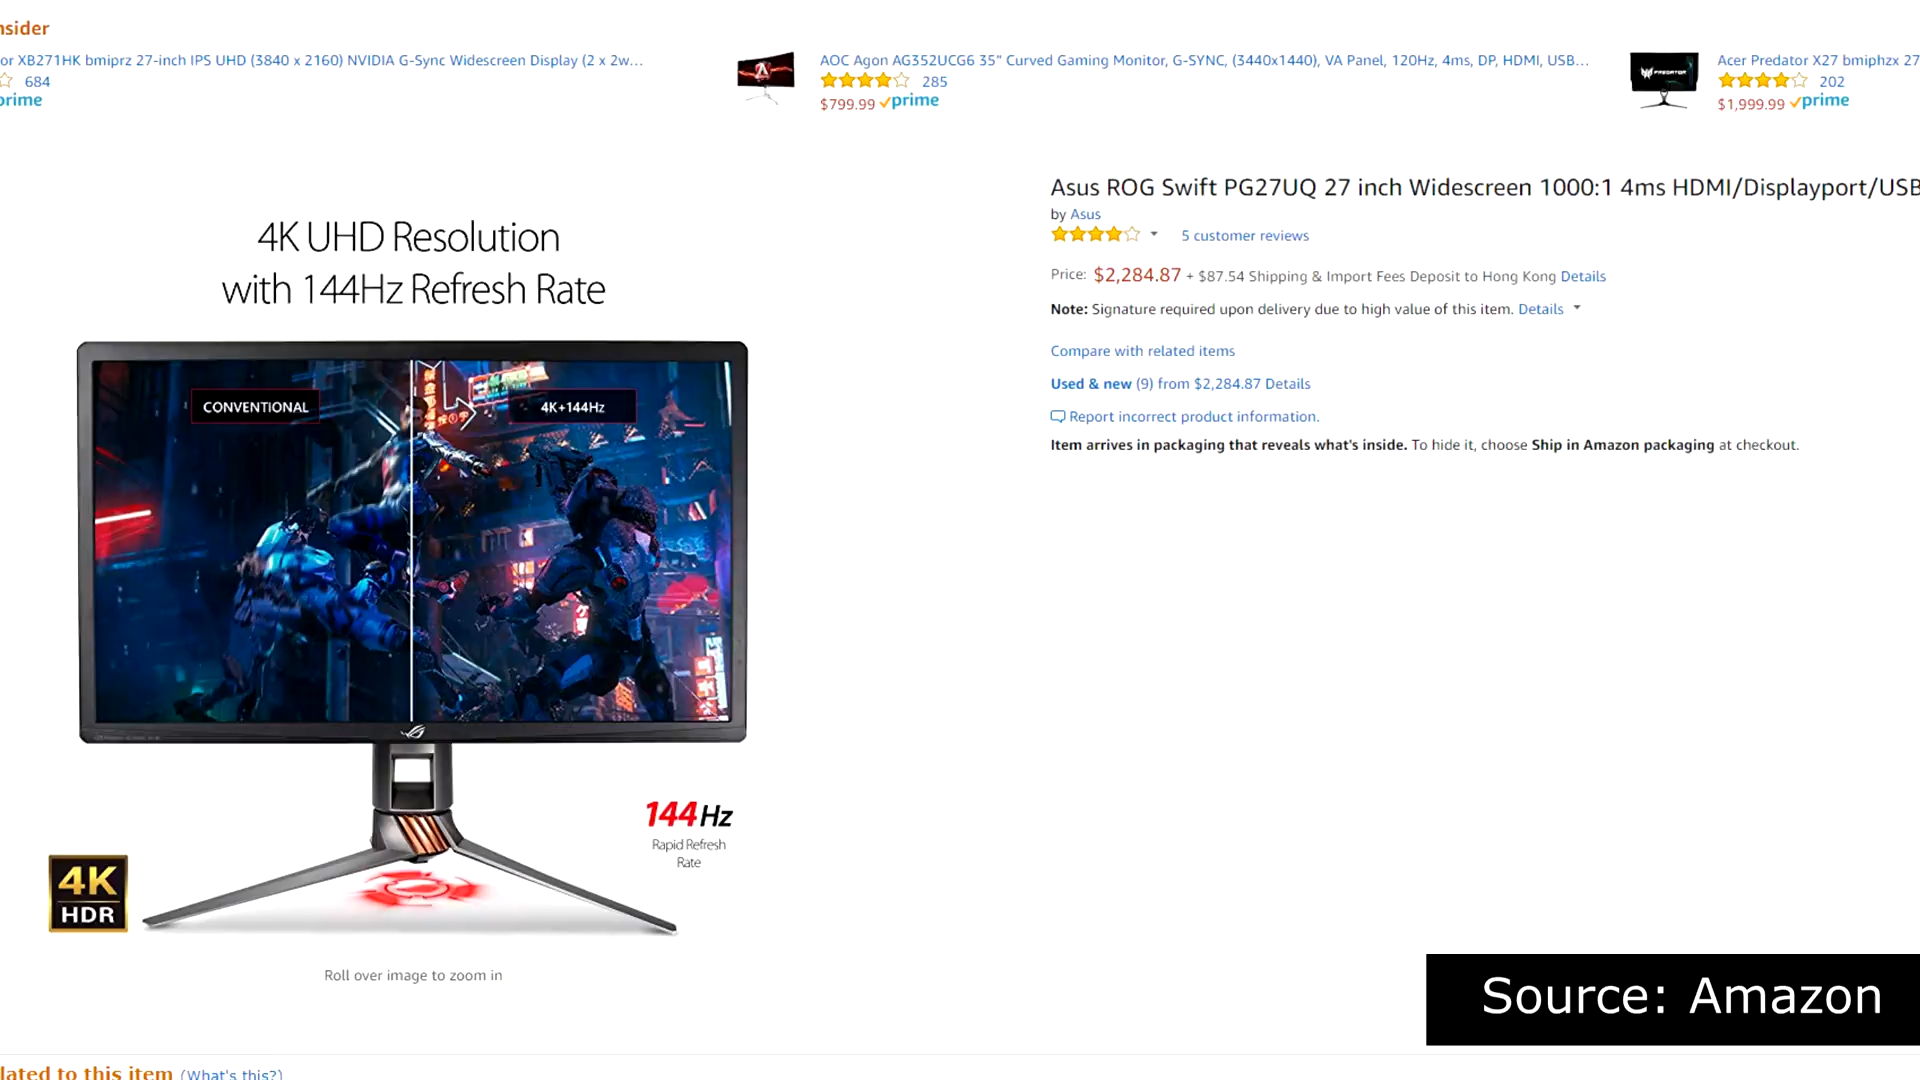 nsider
or XB271HK bmiprz 27-inch IPS UHD (3840 x 2160) NVIDIA G-Sync Widescreen Display (2 x 2w...
684
prime
AOC Agon AG352UCG6 35" Curved Gaming Monitor, G-SYNC, (3440x1440), VA Panel, 120Hz, 4ms, DP, HDMI, USB...
285
$799.99 prime
PREDATOR
Acer Predator X27 bmiphzx 27
202
$1,999.99 prime
Asus ROG Swift PG27UQ 27 inch Widescreen 1000:1 4ms HDMI/Displayport/USB
by Asus
5 customer reviews
Price: $2,284.87 + $87.54 Shipping & Import Fees Deposit to Hong Kong Details
Note: Signature required upon delivery due to high value of this item. Details
Compare with related items
Used & new (9) from $2,284.87 Details
Report incorrect product information.
Item arrives in packaging that reveals what's inside. To hide it, choose Ship in Amazon packaging at checkout.
4K UHD Resolution
with 144Hz Refresh Rate
CONVENTIONAL
4K+144Hz
144Hz
Rapid Refresh
Rate
4K
HDR
Roll over image to zoom in
Source: Amazon
lated to this item (What's this?)